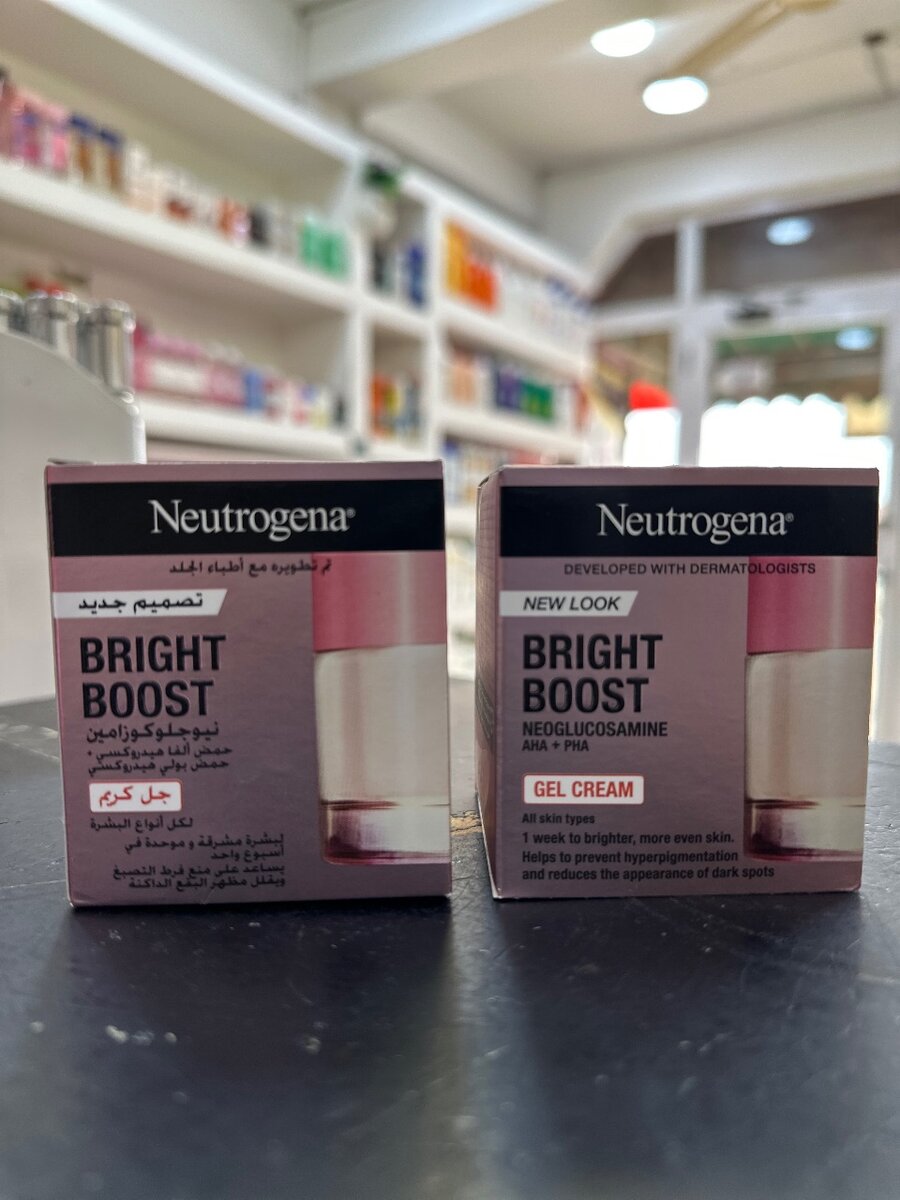 Neutrogena®
تم تطويره مع أطباء الجلد
تصميم جديد
BRIGHT
BOOST
نيوجلوكوزامين
حمض ألفا هيدروكسي +
حمض بولي هيدروكسي
جل كريم
لكل أنواع البشرة
لبشرة مشرقة و موحدة في
أسبوع واحد
يساعد على منع فرط التصبغ
ويقلل مظهر البقع الداكنة
Neutrogena®
DEVELOPED WITH DERMATOLOGISTS
NEW LOOK
BRIGHT
BOOST
NEOGLUCOSAMINE
AHA + PHA
GEL CREAM
All skin types
1 week to brighter, more even skin.
Helps to prevent hyperpigmentation
and reduces the appearance of dark spots